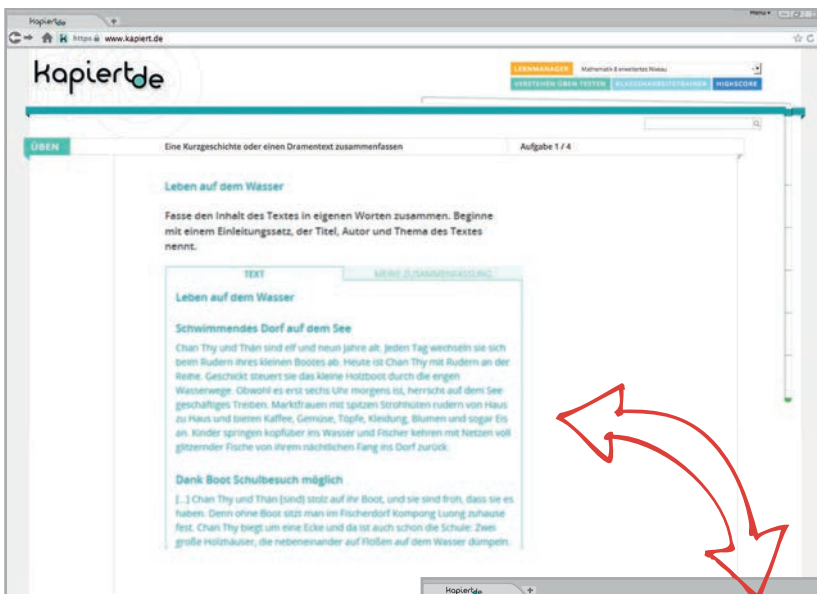 kapiert.de
Menu
https www.kapiert.de
kapiert.de
LERNMANAGER
Mathematik 8 erweitertes Niveau
VERSTEHEN ÜBEN TESTEN
KLASSENARBEITSTRAINER
HIGHSCORE
ÜBEN
Eine Kurzgeschichte oder einen Dramentext zusammenfassen
Aufgabe 1 / 4
Leben auf dem Wasser
Fasse den Inhalt des Textes in eigenen Worten zusammen. Beginne
mit einem Einleitungssatz, der Titel, Autor und Thema des Textes
nennt.
TEXT
MEINE ZUSAMMENFASSUNG
Leben auf dem Wasser
Schwimmendes Dorf auf dem See
Chan Thy und Than sind elf und neun Jahre alt. Jeden Tag wechseln sie sich
beim Rudern ihres kleinen Bootes ab. Heute ist Chan Thy mit Rudern an der
Reihe. Geschickt steuert sie das kleine Holzboot durch die engen
Wasserwege. Obwohl es erst sechs Uhr morgens ist, herrscht auf dem See
geschäftiges Treiben. Marktfrauen mit spitzen Strohhüten rudern von Haus
zu Haus und bieten Kaffee, Gemüse, Töpfe, Kleidung, Blumen und sogar Eis
an. Kinder springen kopfüber ins Wasser und Fischer kehren mit Netzen voll
glitzernder Fische von ihrem nächtlichen Fang ins Dorf zurück.
Dank Boot Schulbesuch möglich
[...] Chan Thy und Than [sind] stolz auf ihr Boot, und sie sind froh, dass sie es
haben. Denn ohne Boot sitzt man im Fischerdorf Kompong Luong zuhause
fest. Chan Thy biegt um eine Ecke und da ist auch schon die Schule: Zwei
große Holzhäuser, die nebeneinander auf Flößen auf dem Wasser dümpeln.
kapiert.de